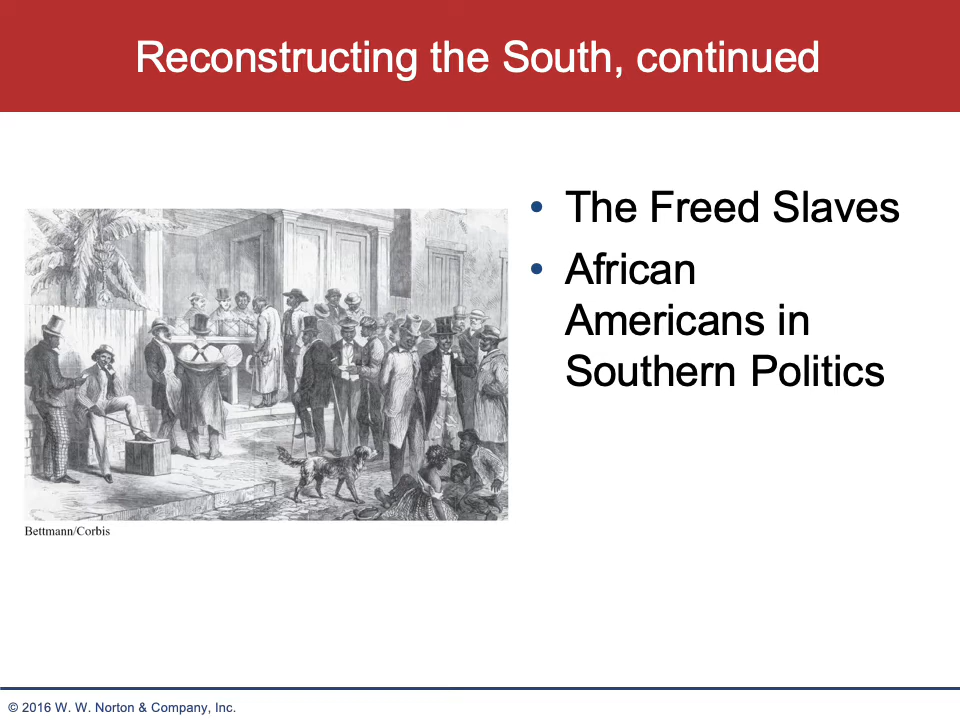 Reconstructing the South, continued
• The Freed Slaves
• African
Americans in
Southern Politics
Bettmann/Corbis
© 2016 W. W. Norton & Company, Inc.